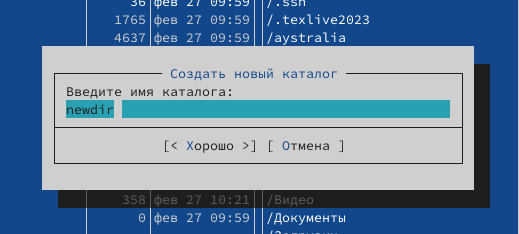 36 фев 27 09:59 /.ssh
1765 фев 27 09:59 /.texlive2023
4637 фев 27 09:59 /aystralia
Создать новый каталог
Введите имя каталога:
newdir
[< Хорошо >] [ Отмена ]
358 фев 27 10:21 /Видео
0 фев 27 09:59 /Документы